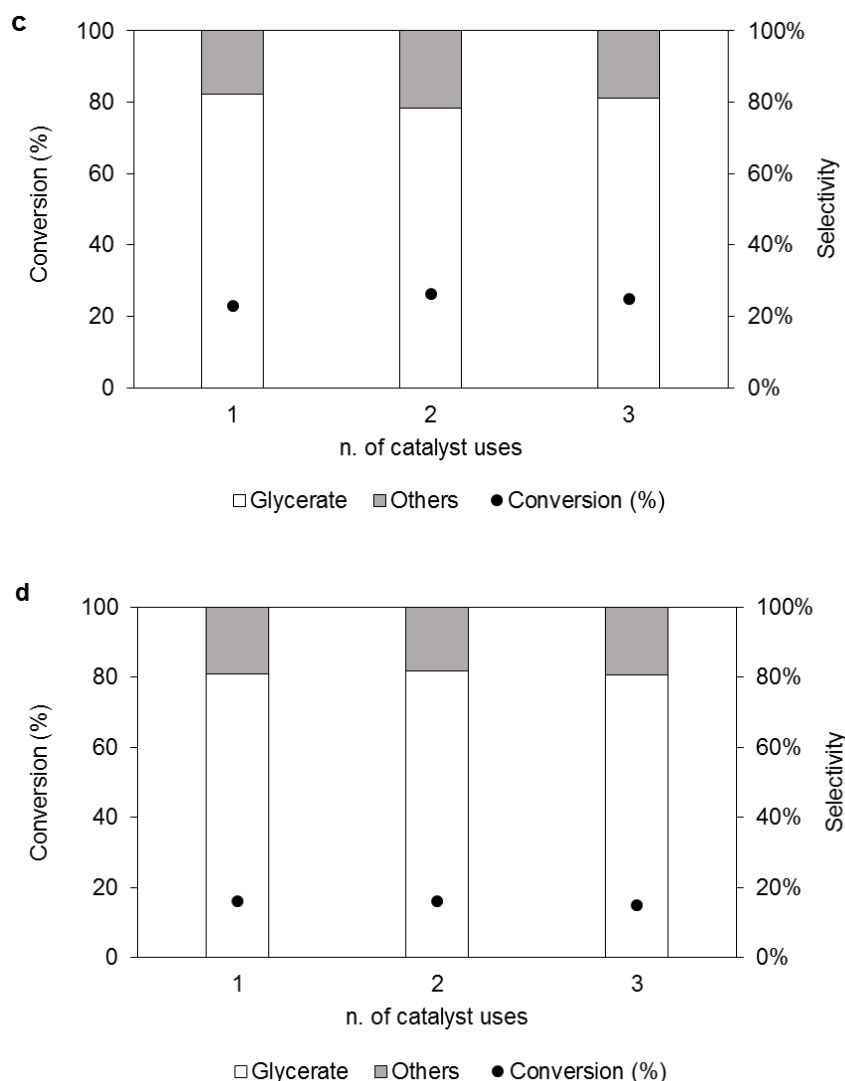 c
100 100%
80 80%
60 60%
40 40%
20 20%
0 0%
Conversion (%)
Selectivity
1 2 3
n. of catalyst uses
Glycerate Others Conversion (%)
d
100 100%
80 80%
60 60%
40 40%
20 20%
0 0%
Conversion (%)
Selectivity
1 2 3
n. of catalyst uses
Glycerate Others Conversion (%)